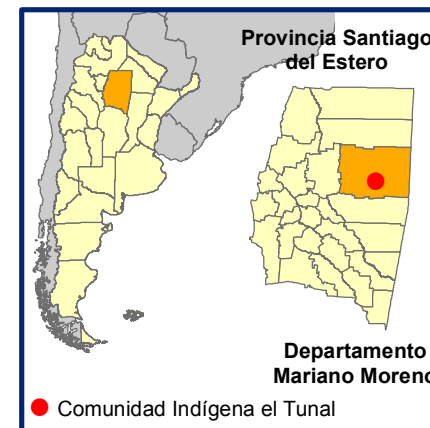 Provincia Santiago
del Estero
Departamento
Mariano Moreno
Comunidad Indígena el Tunal